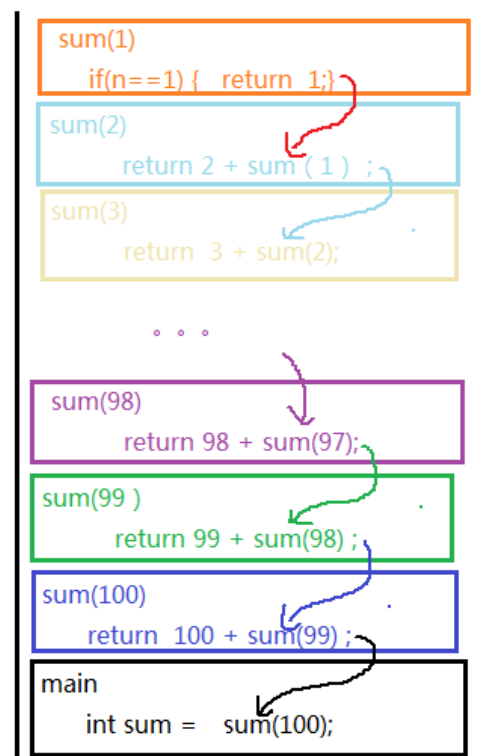 sum(1)
if(n==1) { return 1;}
sum(2)
return 2 + sum ( 1 ) ;
sum(3)
return 3 + sum(2);
。。。
sum(98)
return 98 + sum(97);
sum(99 )
return 99 + sum(98) ;
sum(100)
return 100 + sum(99) ;
main
int sum = sum(100);